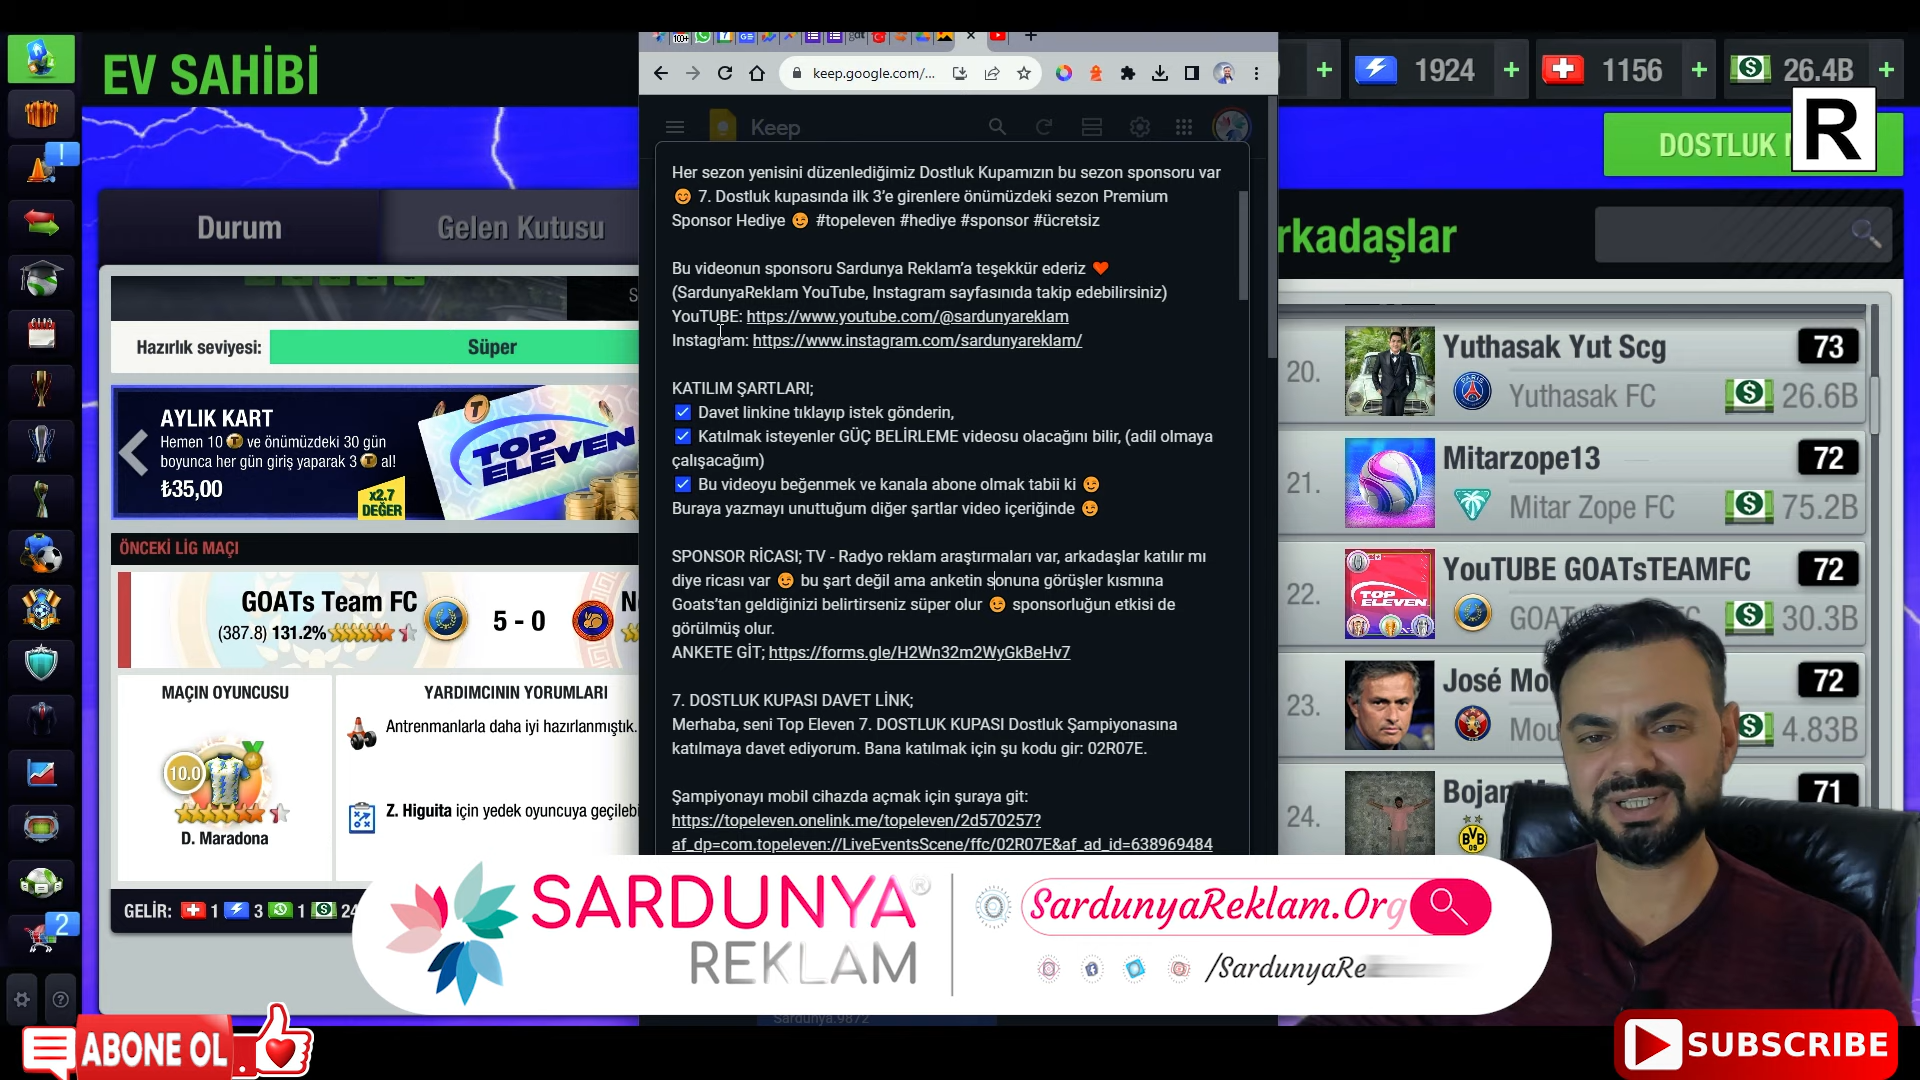 EV SAHİBİ
100+
keep.google.com/...
1924
1156
26.4B
R
DOSTLUK
Keep
Durum
Gelen Kutusu
rkadaşlar
Hazırlık seviyesi:
Süper
AYLIK KART
Hemen 10 T ve önümüzdeki 30 gün
boyunca her gün giriş yaparak 3 T al!
₺35,00
x2.7
DEĞER
TOP
ELEVEN
ÖNCEKİ LİG MAÇI
GOATs Team FC
(387.8) 131.2%
5 - 0
MAÇIN OYUNCUSU
10.0
D. Maradona
YARDIMCININ YORUMLARI
Antrenmanlarla daha iyi hazırlanmıştık.
Z. Higuita için yedek oyuncuya geçilebi
GELİR: 1 3 1 24
2
Her sezon yenisini düzenlediğimiz Dostluk Kupamızın bu sezon sponsoru var
😊 7. Dostluk kupasında ilk 3'e girenlere önümüzdeki sezon Premium
Sponsor Hediye 😉 #topeleven #hediye #sponsor #ücretsiz
Bu videonun sponsoru Sardunya Reklam'a teşekkür ederiz ❤
(SardunyaReklam YouTube, Instagram sayfasınıda takip edebilirsiniz)
YouTUBE: https://www.youtube.com/@sardunyareklam
Instagram: https://www.instagram.com/sardunyareklam/
KATILIM ŞARTLARI;
☑ Davet linkine tıklayıp istek gönderin,
☑ Katılmak isteyenler GÜÇ BELİRLEME videosu olacağını bilir, (adil olmaya
çalışacağım)
☑ Bu videoyu beğenmek ve kanala abone olmak tabii ki 😉
Buraya yazmayı unuttuğum diğer şartlar video içeriğinde 😉
SPONSOR RİCASI; TV - Radyo reklam araştırmaları var, arkadaşlar katılır mı
diye ricası var 😉 bu şart değil ama anketin sonuna görüşler kısmına
Goats'tan geldiğinizi belirtirseniz süper olur 😉 sponsorluğun etkisi de
görülmüş olur.
ANKETE GİT; https://forms.gle/H2Wn32m2WyGkBeHv7
7. DOSTLUK KUPASI DAVET LİNK;
Merhaba, seni Top Eleven 7. DOSTLUK KUPASI Dostluk Şampiyonasına
katılmaya davet ediyorum. Bana katılmak için şu kodu gir: 02R07E.
Şampiyonayı mobil cihazda açmak için şuraya git:
https://topeleven.onelink.me/topeleven/2d570257?
af_dp=com.topeleven://LiveEventsScene/ffc/02R07E&af_ad_id=638969484
Sardunya.9872
20.
Yuthasak Yut Scg
73
Yuthasak FC
26.6B
21.
Mitarzope13
72
Mitar Zope FC
75.2B
22.
TOP ELEVEN
YouTUBE GOATsTEAMFC
72
30.3B
23.
José Mo
72
4.83B
24.
Bojan
71
BVB
09
SARDUNYA®
REKLAM
SardunyaReklam.Org
/SardunyaRe
ABONE OL
SUBSCRIBE